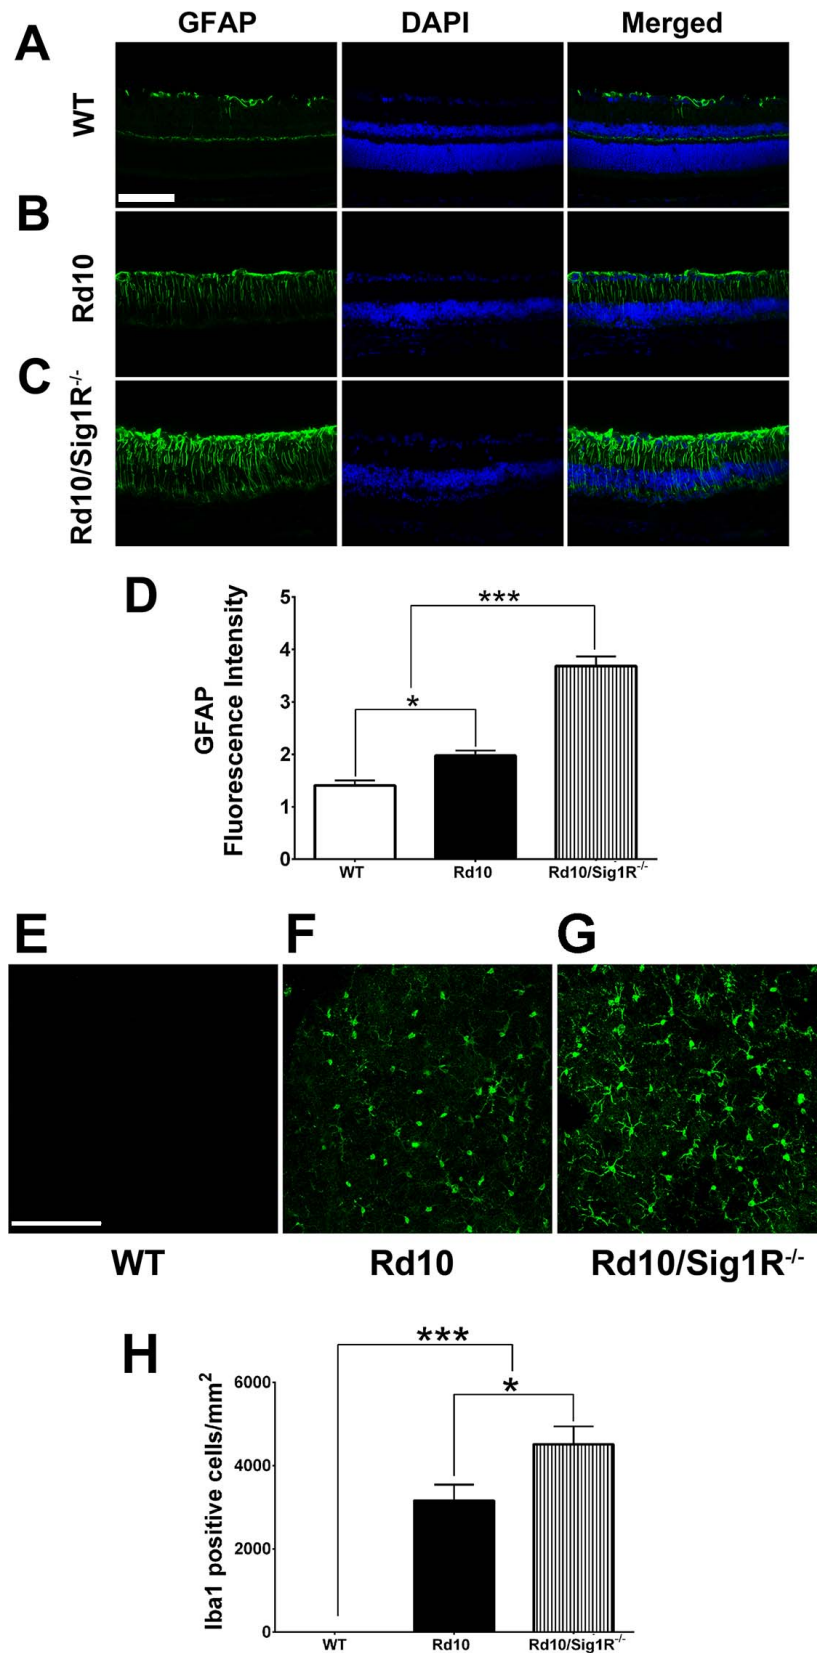 GFAP DAPI Merged
A
WT
B
Rd10
C
Rd10/Sig1R-/-
D
GFAP
Fluorescence Intensity
5
4
3
2
1
0
***
*
WT Rd10 Rd10/Sig1R-/-
E F G
WT Rd10 Rd10/Sig1R-/-
H
Iba1 positive cells/mm2
6000
4000
2000
0
***
*
WT Rd10 Rd10/Sig1R-/-